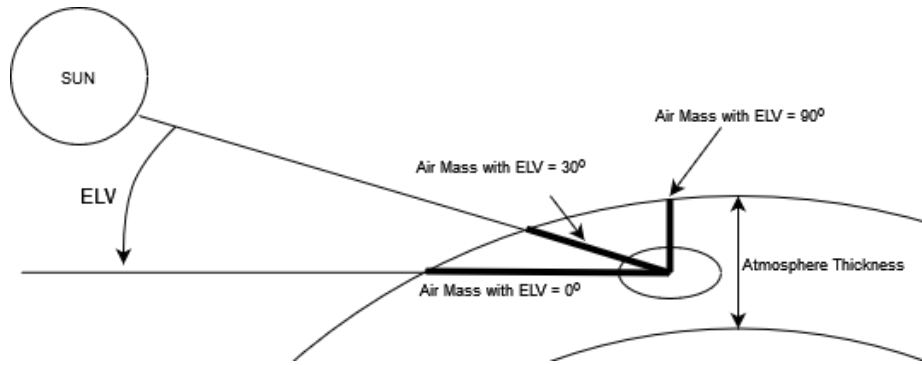 SUN
Air Mass with ELV = 90⁰
Air Mass with ELV = 30⁰
ELV
Atmosphere Thickness
Air Mass with ELV = 0⁰